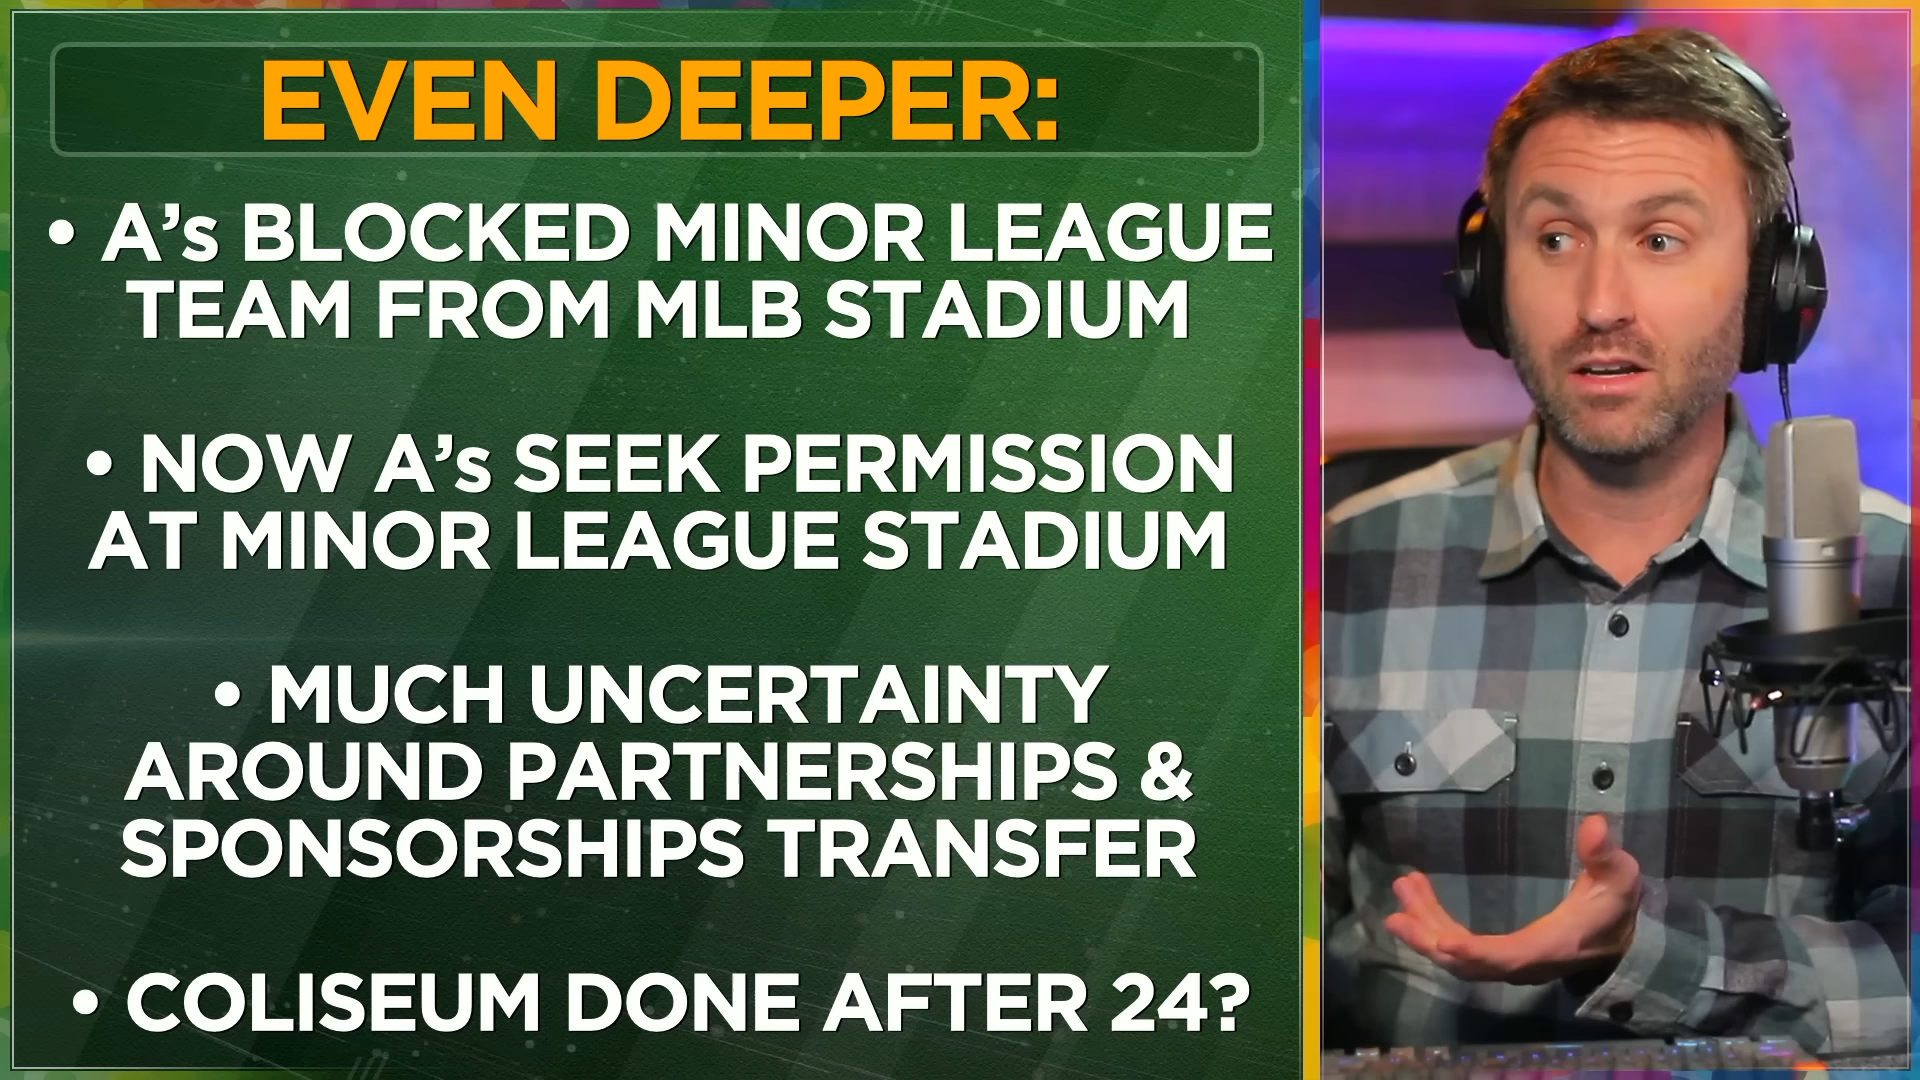 EVEN DEEPER:
• A’s BLOCKED MINOR LEAGUE
TEAM FROM MLB STADIUM
• NOW A’s SEEK PERMISSION
AT MINOR LEAGUE STADIUM
• MUCH UNCERTAINTY
AROUND PARTNERSHIPS &
SPONSORSHIPS TRANSFER
• COLISEUM DONE AFTER 24?